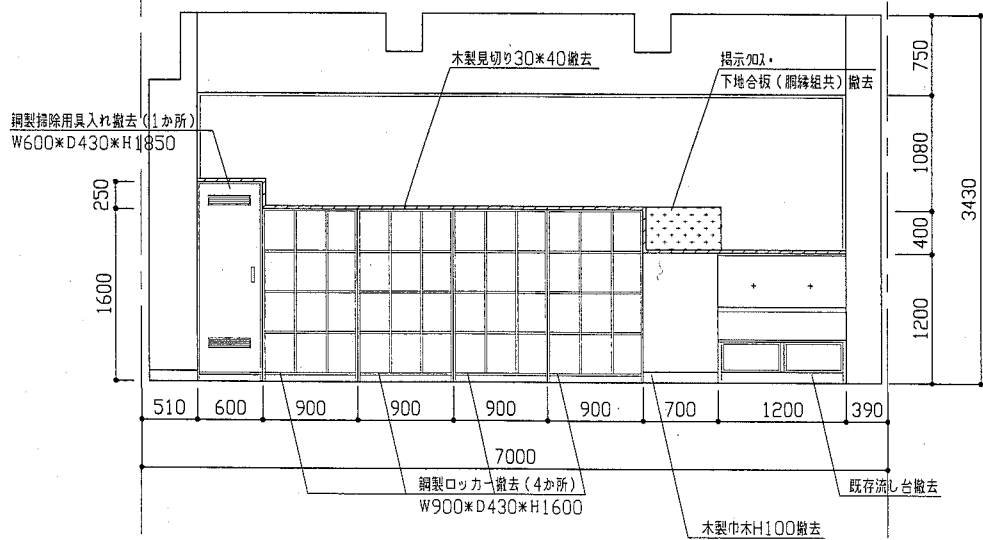 木製見切り30*40撤去
掲示クロス・
下地合板(胴縁組共)撤去
鋼製掃除用具入れ撤去(1か所)
W600*D430*H1850
750
1080
400
1200
3430
250
1600
510
600
900
900
900
900
700
1200
390
7000
鋼製ロッカー撤去(4か所)
W900*D430*H1600
既存流し台撤去
木製巾木H100撤去